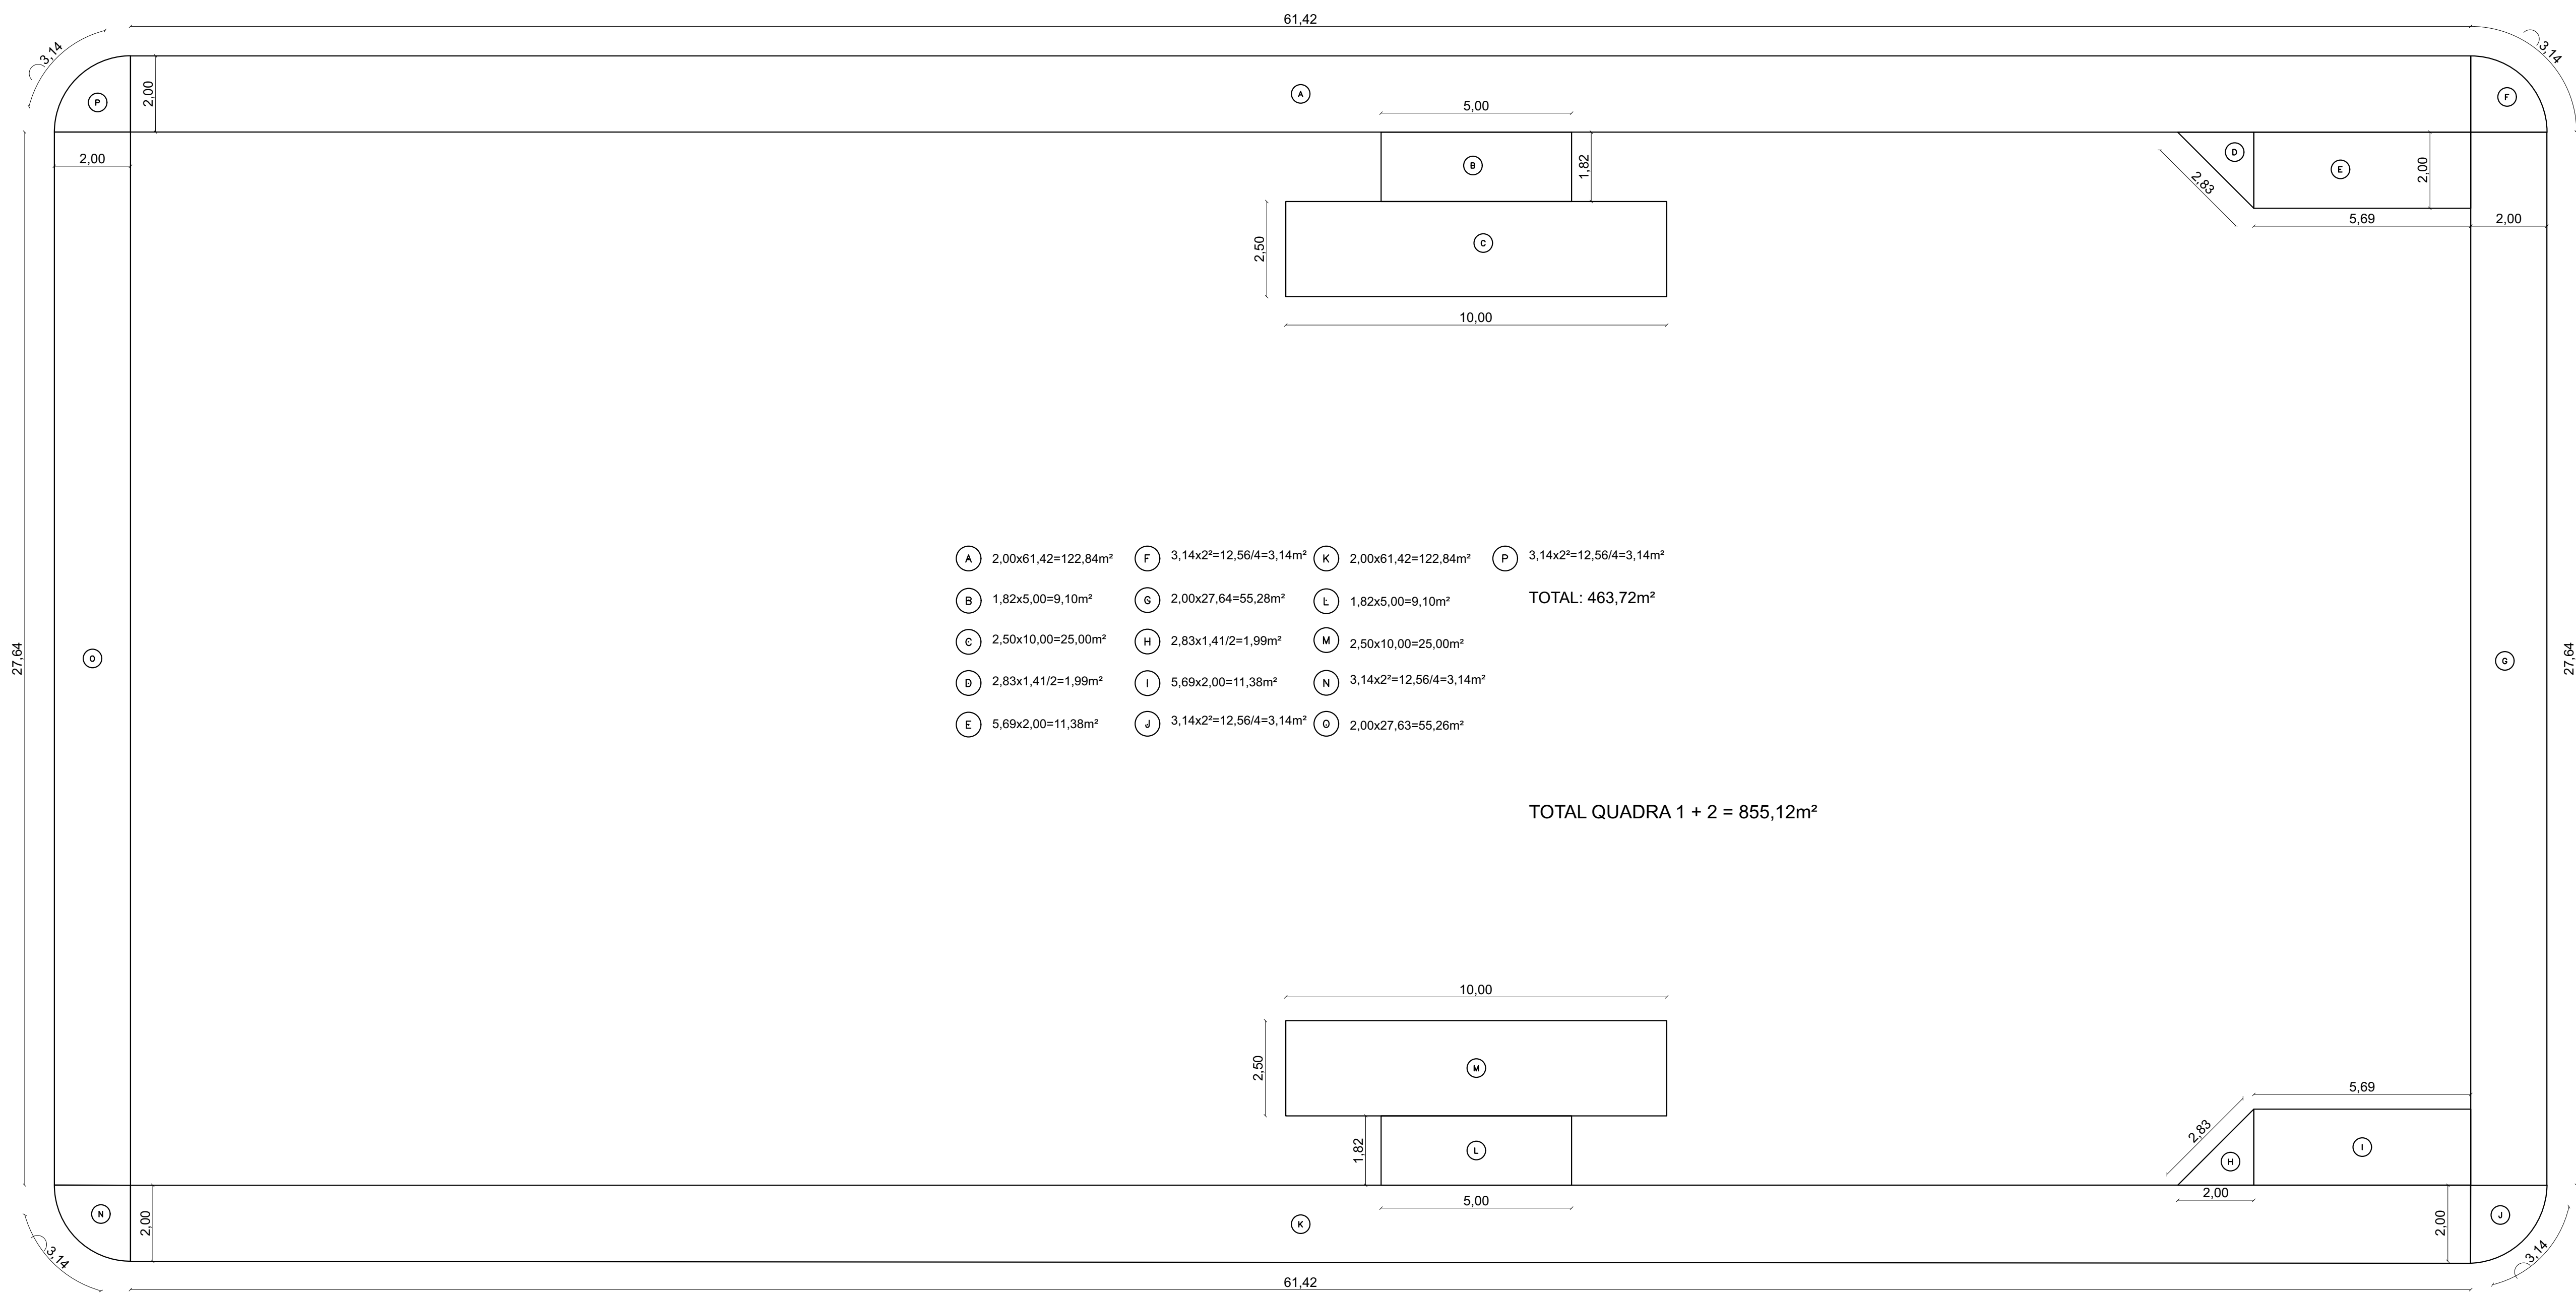 61,42
3,14
3,14
P
2,00
A
F
5,00
2,00
B
1,82
D
E
2,00
2,83
5,69
2,00
2,50
C
10,00
A 2,00x61,42=122,84m²
F 3,14x2²=12,56/4=3,14m²
K 2,00x61,42=122,84m²
P 3,14x2²=12,56/4=3,14m²
B 1,82x5,00=9,10m²
G 2,00x27,64=55,28m²
L 1,82x5,00=9,10m²
TOTAL: 463,72m²
C 2,50x10,00=25,00m²
H 2,83x1,41/2=1,99m²
M 2,50x10,00=25,00m²
D 2,83x1,41/2=1,99m²
I 5,69x2,00=11,38m²
N 3,14x2²=12,56/4=3,14m²
E 5,69x2,00=11,38m²
J 3,14x2²=12,56/4=3,14m²
O 2,00x27,63=55,26m²
27,64
O
G
27,64
TOTAL QUADRA 1 + 2 = 855,12m²
10,00
2,50
M
5,69
1,82
L
2,83
H
I
5,00
2,00
N
2,00
K
2,00
J
3,14
3,14
61,42